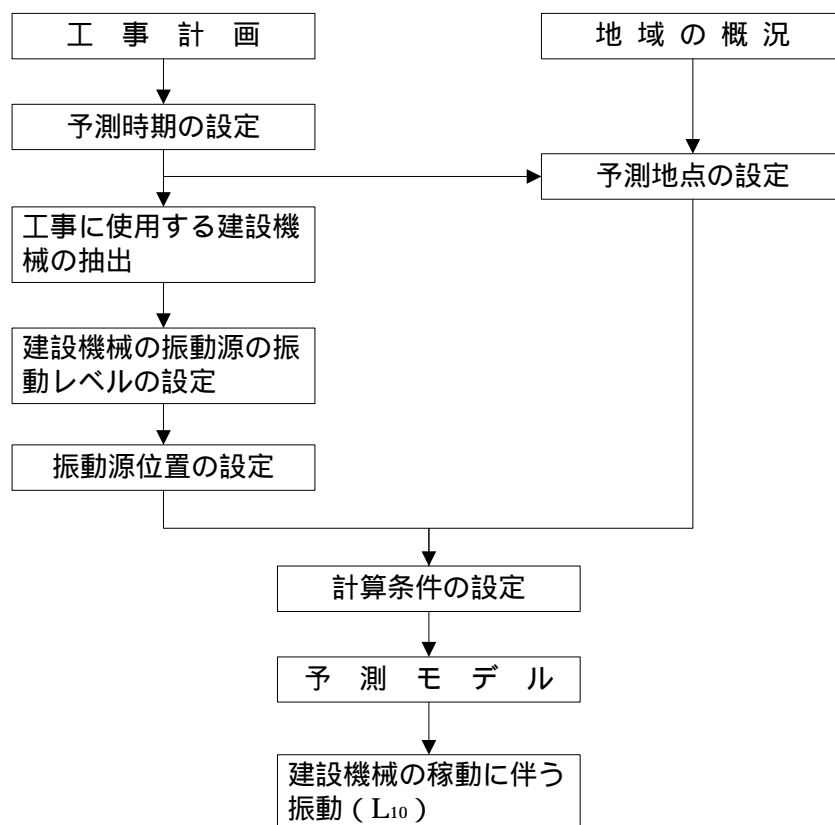 工事計画
地域の概況
予測時期の設定
予測地点の設定
工事に使用する建設機
械の抽出
建設機械の振動源の振
動レベルの設定
振動源位置の設定
計算条件の設定
予測モデル
建設機械の稼動に伴う
振動（L10）